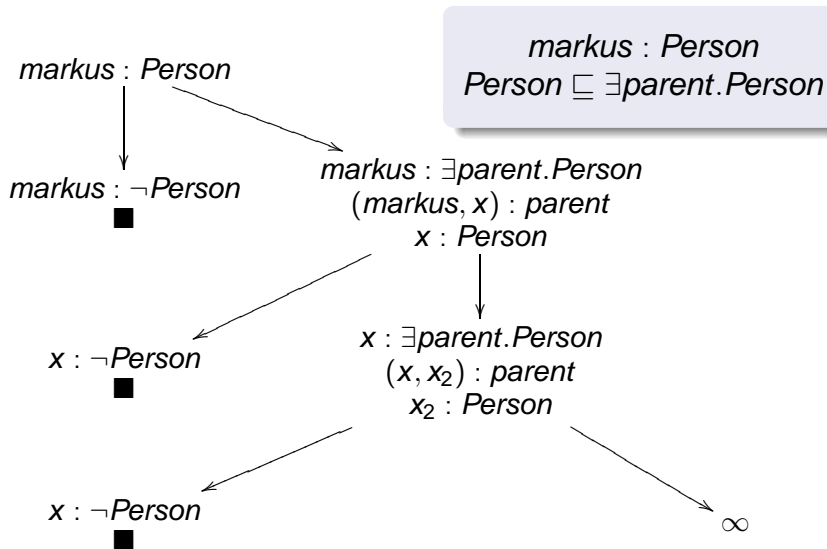 markus : Person
Person ⊑ ∃parent.Person
markus : Person
markus : ¬Person
■
markus : ∃parent.Person
(markus, x) : parent
x : Person
x : ¬Person
■
x : ∃parent.Person
(x, x₂) : parent
x₂ : Person
x : ¬Person
■
∞